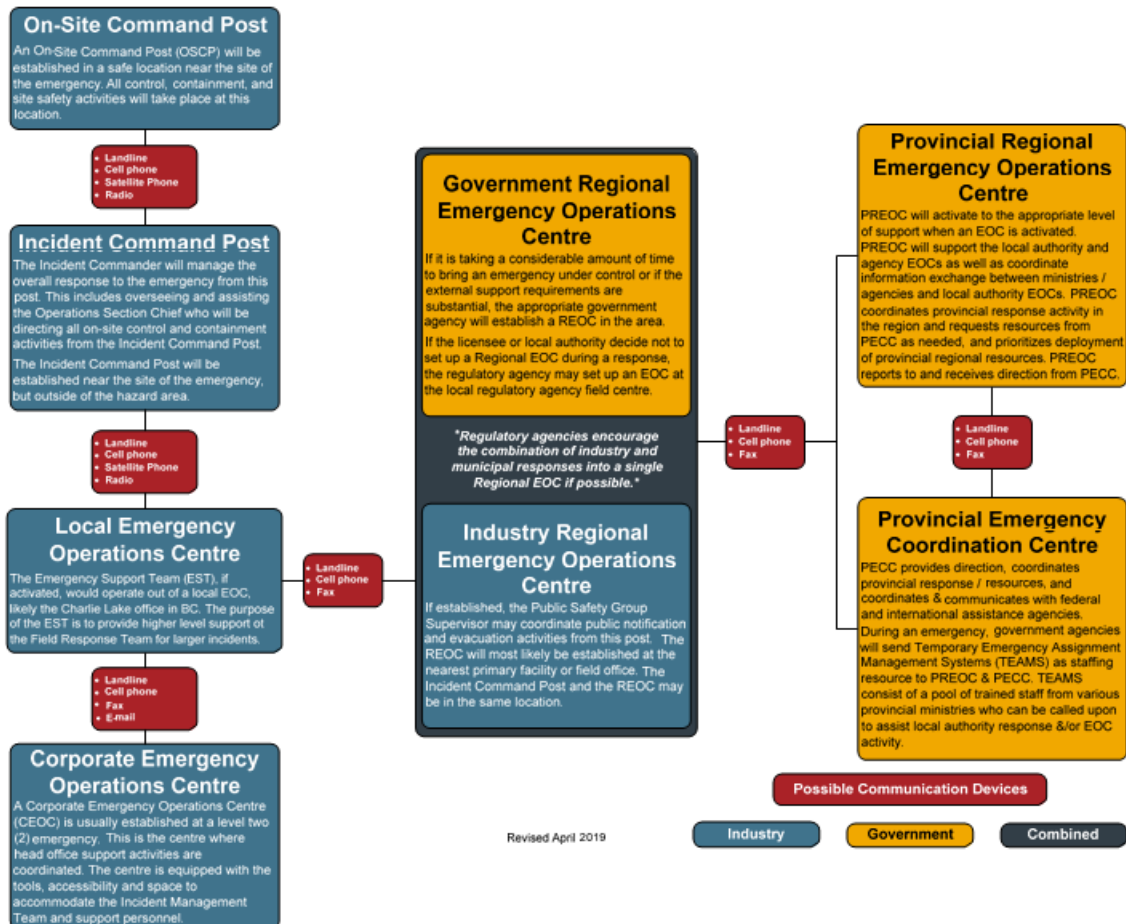 On-Site Command Post
An On-Site Command Post (OSCP) will be
established in a safe location near the site of
the emergency. All control, containment, and
site safety activities will take place at this
location.
• Landline
• Cell phone
• Satellite Phone
• Radio
Incident Command Post
The Incident Commander will manage the
overall response to the emergency from this
post. This includes overseeing and assisting
the Operations Section Chief who will be
directing all on-site control and containment
activities from the Incident Command Post.
The Incident Command Post will be
established near the site of the emergency,
but outside of the hazard area.
• Landline
• Cell phone
• Satellite Phone
• Radio
Local Emergency
Operations Centre
The Emergency Support Team (EST), if
activated, would operate out of a local EOC,
likely the Charlie Lake office in BC. The purpose
of the EST is to provide higher level support ot
the Field Response Team for larger incidents.
• Landline
• Cell phone
• Fax
• E-mail
Corporate Emergency
Operations Centre
A Corporate Emergency Operations Centre
(CEOC) is usually established at a level two
(2) emergency. This is the centre where
head office support activities are
coordinated. The centre is equipped with the
tools, accessibility and space to
accommodate the Incident Management
Team and support personnel.
• Landline
• Cell phone
• Fax
Government Regional
Emergency Operations
Centre
If it is taking a considerable amount of time
to bring an emergency under control or if the
external support requirements are
substantial, the appropriate government
agency will establish a REOC in the area.
If the licensee or local authority decide not to
set up a Regional EOC during a response,
the regulatory agency may set up an EOC at
the local regulatory agency field centre.
*Regulatory agencies encourage
the combination of industry and
municipal responses into a single
Regional EOC if possible.*
Industry Regional
Emergency Operations
Centre
If established, the Public Safety Group
Supervisor may coordinate public notification
and evacuation activities from this post. The
REOC will most likely be established at the
nearest primary facility or field office. The
Incident Command Post and the REOC may
be in the same location.
• Landline
• Cell phone
• Fax
Provincial Regional
Emergency Operations
Centre
PREOC will activate to the appropriate level
of support when an EOC is activated.
PREOC will support the local authority and
agency EOCs as well as coordinate
information exchange between ministries /
agencies and local authority EOCs. PREOC
coordinates provincial response activity in
the region and requests resources from
PECC as needed, and prioritizes deployment
of provincial regional resources. PREOC
reports to and receives direction from PECC.
• Landline
• Cell phone
• Fax
Provincial Emergency
Coordination Centre
PECC provides direction, coordinates
provincial response / resources, and
coordinates & communicates with federal
and international assistance agencies.
During an emergency, government agencies
will send Temporary Emergency Assignment
Management Systems (TEAMS) as staffing
resource to PREOC & PECC. TEAMS
consist of a pool of trained staff from various
provincial ministries who can be called upon
to assist local authority response &/or EOC
activity.
Possible Communication Devices
Revised April 2019
Industry
Government
Combined